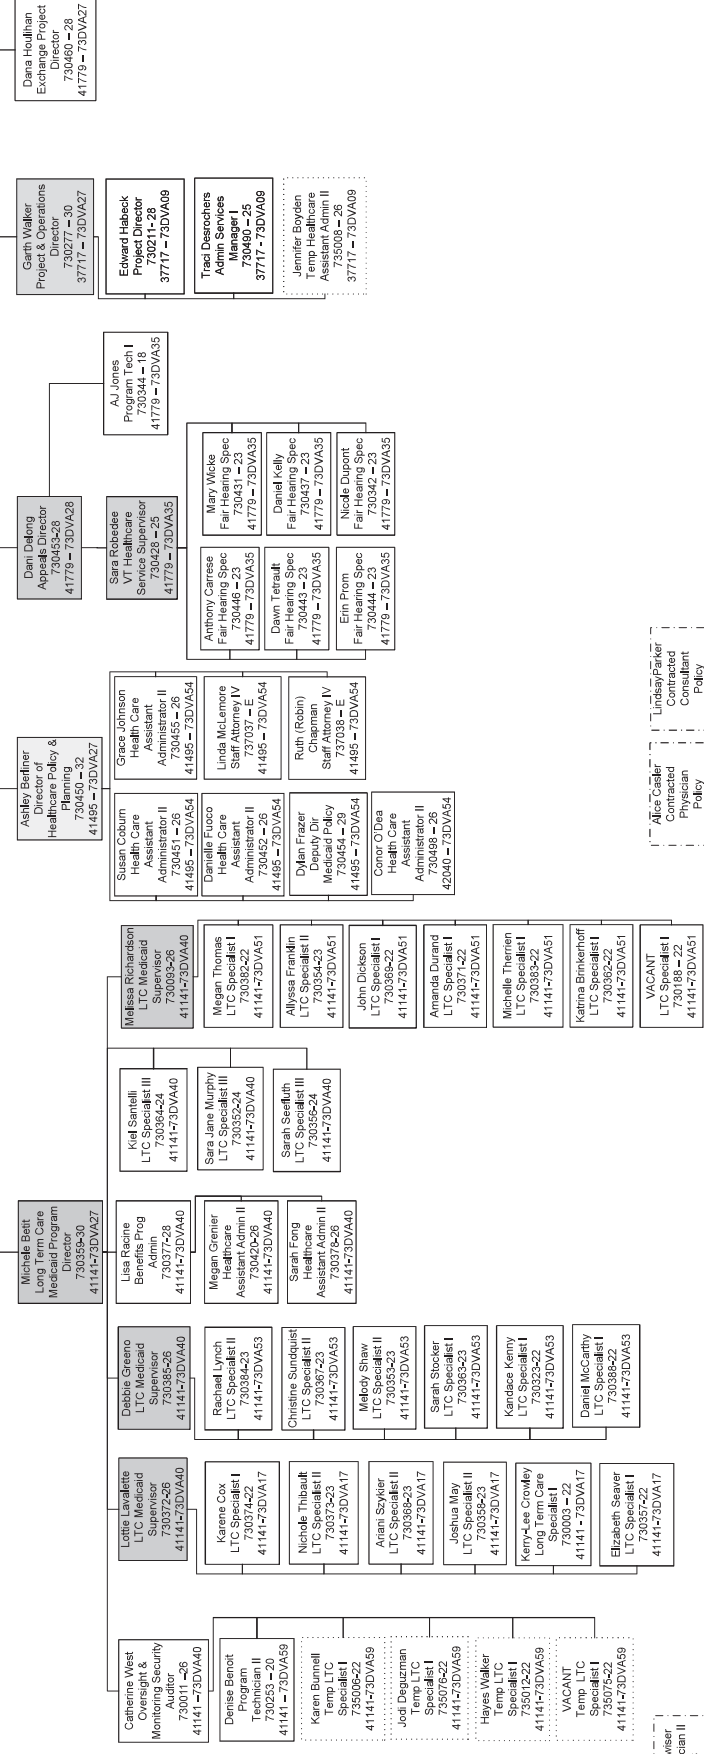 Michele Betit
Long Term Care
Medicaid Program
Director
730359-30
41141-73DVA27
Catherine West
Oversight &
Monitoring Security
Auditor
730011 -26
41141 –73DVA40
Denise Benoit
Program
Technician II
730253 – 20
41141 – 73DVA59
Karen Bunnell
Temp LTC
Specialist I
735006-22
41141-73DVA59
Jodi Deguzman
Temp LTC
Specialist I
735076-22
41141-73DVA59
Hayes Walker
Temp LTC
Specialist I
735012-22
41141-73DVA59
VACANT
Temp LTC
Specialist I
735075-22
41141-73DVA59
Lottie Lavalette
LTC Medicaid
Supervisor
730372-26
41141-73DVA40
Karene Cox
LTC Specialist I
730374-22
41141-73DVA17
Nichole Thibault
LTC Specialist II
730373-23
41141-73DVA17
Ariani Szykier
LTC Specialist II
730368-23
41141-73DVA17
Joshua May
LTC Specialist II
730358-23
41141-73DVA17
Kerry-Lee Crowley
Long Term Care
Specialist I
730003 – 22
41141 - 73DVA17
Elizabeth Seaver
LTC Specialist I
730357-22
41141-73DVA17
Debbie Greeno
LTC Medicaid
Supervisor
730385-26
41141-73DVA40
Rachael Lynch
LTC Specialist II
730384-23
41141-73DVA53
Christine Sundquist
LTC Specialist II
730367-23
41141-73DVA53
Melody Shaw
LTC Specialist II
730353-23
41141-73DVA53
Sarah Stocker
LTC Specialist I
730363-23
41141-73DVA53
Kandace Kenny
LTC Specialist I
730323-22
41141-73DVA53
Daniel McCarthy
LTC Specialist I
730388-22
41141-73DVA53
Lisa Racine
Benefits Prog
Admin
730377-28
41141-73DVA40
Megan Grenier
Healthcare
Assistant Admin II
730420-26
41141-73DVA40
Sarah Fong
Healthcare
Assistant Admin II
730378-26
41141-73DVA40
Kiel Santelli
LTC Specialist III
730364-24
41141-73DVA40
Sara Jane Murphy
LTC Specialist III
730352-24
41141-73DVA40
Sarah Seefluth
LTC Specialist III
730356-24
41141-73DVA40
Melissa Richardson
LTC Medicaid
Supervisor
730093-26
41141-73DVA40
Megan Thomas
LTC Specialist I
730382-22
41141-73DVA51
Allyssa Franklin
LTC Specialist II
730354-23
41141-73DVA51
John Dickson
LTC Specialist I
730369-22
41141-73DVA51
Amanda Durand
LTC Specialist I
730371-22
41141-73DVA51
Michelle Therrien
LTC Specialist I
730383-22
41141-73DVA51
Katrina Brinkerhoff
LTC Specialist I
730362-22
41141-73DVA51
VACANT
LTC Specialist I
730188 – 22
41141-73DVA51
Ashley Berliner
Director of
Healthcare Policy &
Planning
730450 – 32
41495 –73DVA27
Susan Coburn
Health Care
Assistant
Administrator II
730451 – 26
41495 –73DVA54
Danielle Fuoco
Health Care
Assistant
Administrator II
730452 – 26
41495 –73DVA54
Dylan Frazer
Deputy Dir
Medicaid Policy
730454 – 29
41495 –73DVA54
Conor O'Dea
Health Care
Assistant
Administrator II
730498 – 26
42040 –73DVA54
Grace Johnson
Health Care
Assistant
Administrator II
730455 – 26
41495 –73DVA54
Linda McLemore
Staff Attorney IV
737037 – E
41495 –73DVA54
Ruth (Robin)
Chapman
Staff Attorney IV
737038 – E
41495 –73DVA54
Alice Casler
Contracted
Physician
Policy
LindsayParker
Contracted
Consultant
Policy
Dani Delong
Appeals Director
730453-28
41779 – 73DVA28
Sara Robedee
VT Healthcare
Service Supervisor
730428 – 25
41779 – 73DVA35
Anthony Carrese
Fair Hearing Spec
730446 – 23
41779 – 73DVA35
Dawn Tetrault
Fair Hearing Spec
730443 – 23
41779 – 73DVA35
Erin Prom
Fair Hearing Spec
730444 – 23
41779 – 73DVA35
Mary Wicke
Fair Hearing Spec
730431 – 23
41779 – 73DVA35
Daniel Kelly
Fair Hearing Spec
730437 – 23
41779 – 73DVA35
Nicole Dupont
Fair Hearing Spec
730342 – 23
41779 – 73DVA35
AJ Jones
Program Tech I
730344 – 18
41779 – 73DVA35
Garth Walker
Project & Operations
Director
730277 – 30
37717 – 73DVA27
Edward Habeck
Project Director
730211- 28
37717 - 73DVA09
Traci Desrochers
Admin Services
Manager I
730490 – 25
37717 - 73DVA09
Jennifer Boyden
Temp Healthcare
Assistant Admin II
735008 – 26
37717 - 73DVA09
Dana Houlihan
Exchange Project
Director
730460 – 28
41779 – 73DVA27
wiser
cian II